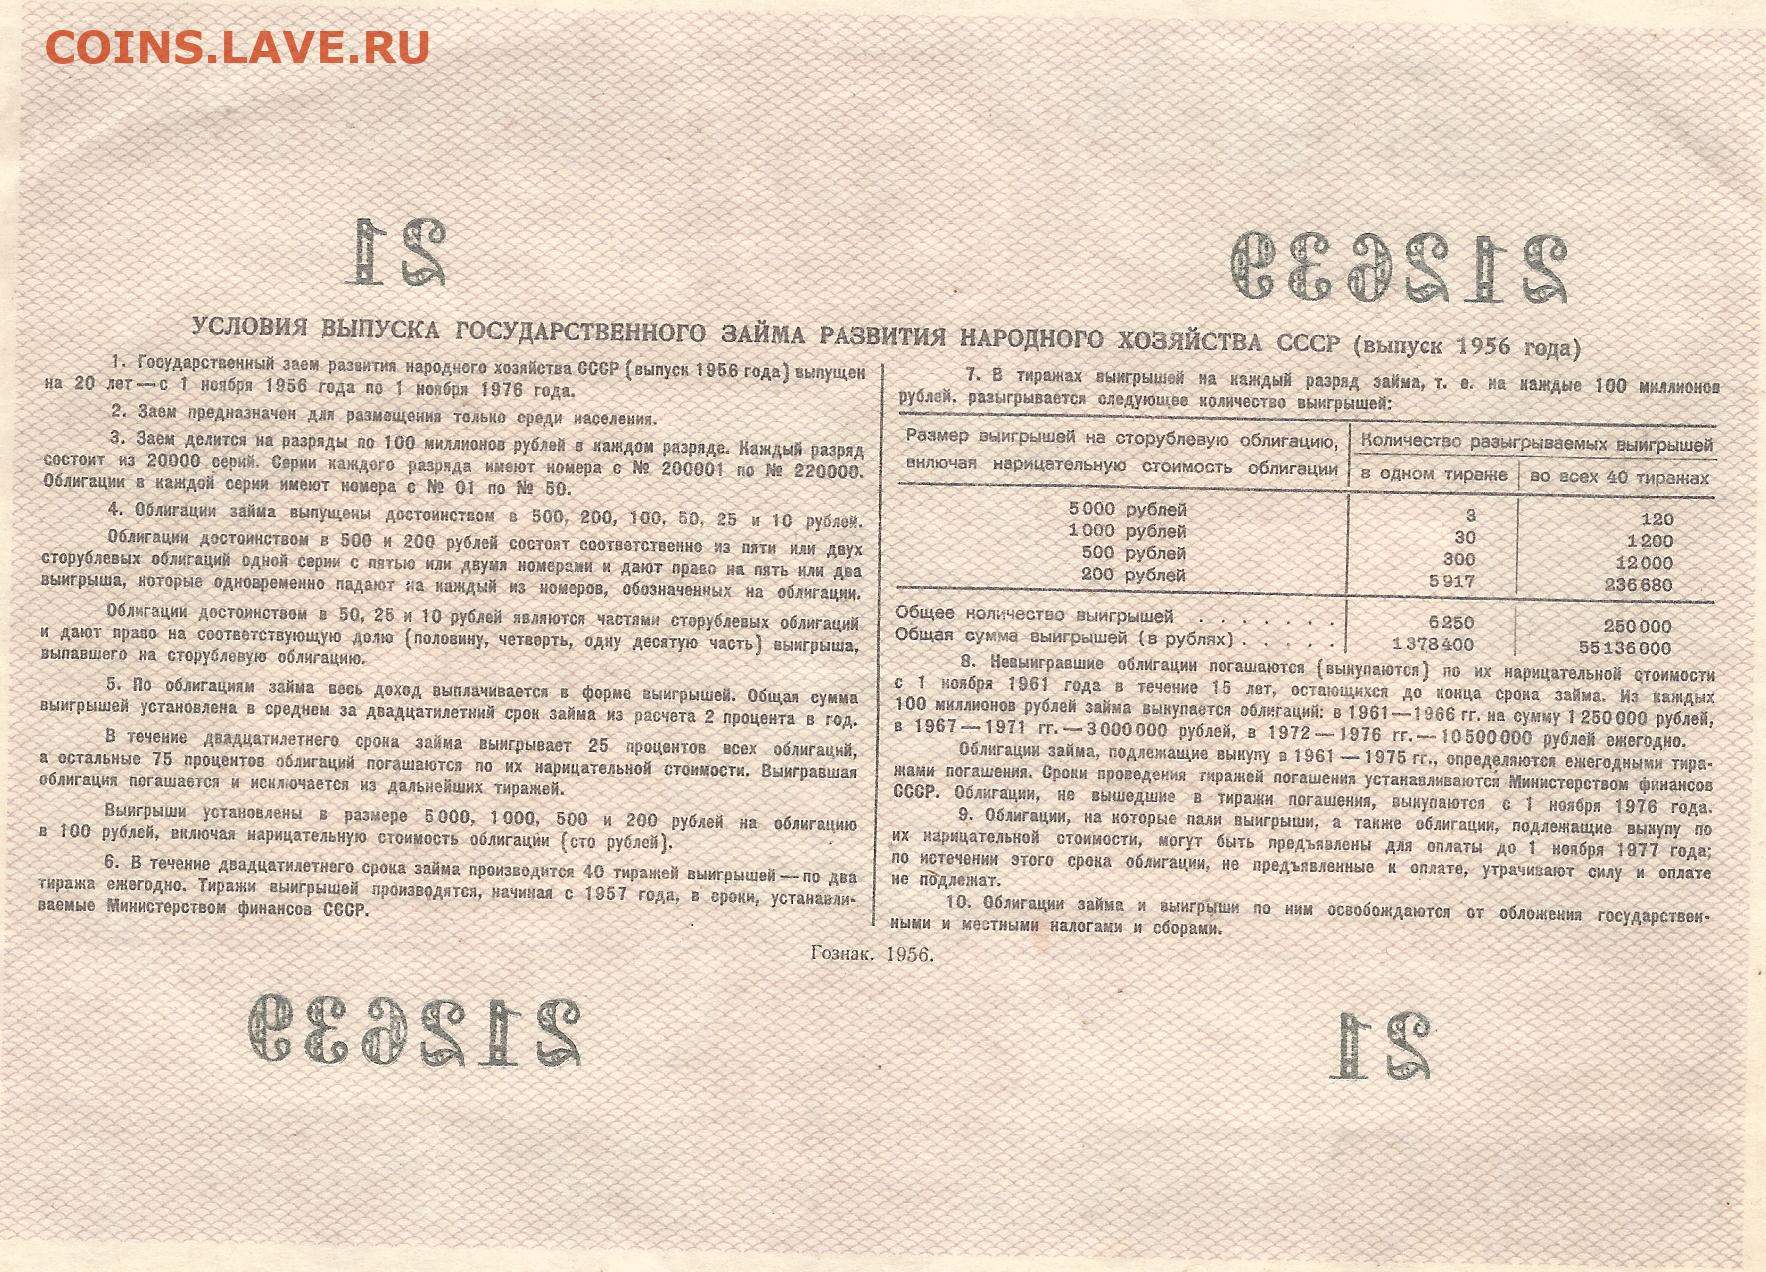 COINS.LAVE.RU
21
212639
УСЛОВИЯ ВЫПУСКА ГОСУДАРСТВЕННОГО ЗАЙМА РАЗВИТИЯ НАРОДНОГО ХОЗЯЙСТВА СССР (выпуск 1956 года)
1. Государственный заем развития народного хозяйства СССР (выпуск 1956 года) выпущен
на 20 лет — с 1 ноября 1956 года по 1 ноября 1976 года.
2. Заем предназначен для размещения только среди населения.
3. Заем делится на разряды по 100 миллионов рублей в каждом разряде. Каждый разряд
состоит из 20000 серий. Серии каждого разряда имеют номера с № 200001 по № 220000.
Облигации в каждой серии имеют номера с № 01 по № 50.
4. Облигации займа выпущены достоинством в 500, 200, 100, 50, 25 и 10 рублей.
Облигации достоинством в 500 и 200 рублей состоят соответственно из пяти или двух
сторублевых облигаций одной серии с пятью или двумя номерами и дают право на пять или два
выигрыша, которые одновременно падают на каждый из номеров, обозначенных на облигации.
Облигации достоинством в 50, 25 и 10 рублей являются частями сторублевых облигаций
и дают право на соответствующую долю (половину, четверть, одну десятую часть) выигрыша,
выпавшего на сторублевую облигацию.
5. По облигациям займа весь доход выплачивается в форме выигрышей. Общая сумма
выигрышей установлена в среднем за двадцатилетний срок займа из расчета 2 процента в год.
В течение двадцатилетнего срока займа выигрывает 25 процентов всех облигаций,
а остальные 75 процентов облигаций погашаются по их нарицательной стоимости. Выигравшая
облигация погашается и исключается из дальнейших тиражей.
Выигрыши установлены в размере 5000, 1000, 500 и 200 рублей на облигацию
в 100 рублей, включая нарицательную стоимость облигации (сто рублей).
6. В течение двадцатилетнего срока займа производится 40 тиражей выигрышей — по два
тиража ежегодно. Тиражи выигрышей производятся, начиная с 1957 года, в сроки, устанавли-
ваемые Министерством финансов СССР.
7. В тиражах выигрышей на каждый разряд займа, т. е. на каждые 100 миллионов
рублей, разыгрывается следующее количество выигрышей:
Размер выигрышей на сторублевую облигацию,
включая нарицательную стоимость облигации
Количество разыгрываемых выигрышей
в одном тираже во всех 40 тиражах
5000 рублей 3 120
1000 рублей 30 1200
500 рублей 300 12000
200 рублей 5917 236680
Общее количество выигрышей . . . . . . . 6250 250000
Общая сумма выигрышей (в рублях) . . . . . 1378400 55136000
8. Невыигравшие облигации погашаются (выкупаются) по их нарицательной стоимости
с 1 ноября 1961 года в течение 15 лет, остающихся до конца срока займа. Из каждых
100 миллионов рублей займа выкупается облигаций: в 1961—1966 гг. на сумму 1250000 рублей,
в 1967—1971 гг. — 3000000 рублей, в 1972—1976 гг. — 10500000 рублей ежегодно.
Облигации займа, подлежащие выкупу в 1961—1975 гг., определяются ежегодными тира-
жами погашения. Сроки проведения тиражей погашения устанавливаются Министерством финансов
СССР. Облигации, не вышедшие в тиражи погашения, выкупаются с 1 ноября 1976 года.
9. Облигации, на которые пали выигрыши, а также облигации, подлежащие выкупу по
их нарицательной стоимости, могут быть предъявлены для оплаты до 1 ноября 1977 года;
по истечении этого срока облигации, не предъявленные к оплате, утрачивают силу и оплате
не подлежат.
10. Облигации займа и выигрыши по ним освобождаются от обложения государствен-
ными и местными налогами и сборами.
Гознак. 1956.
212639
21